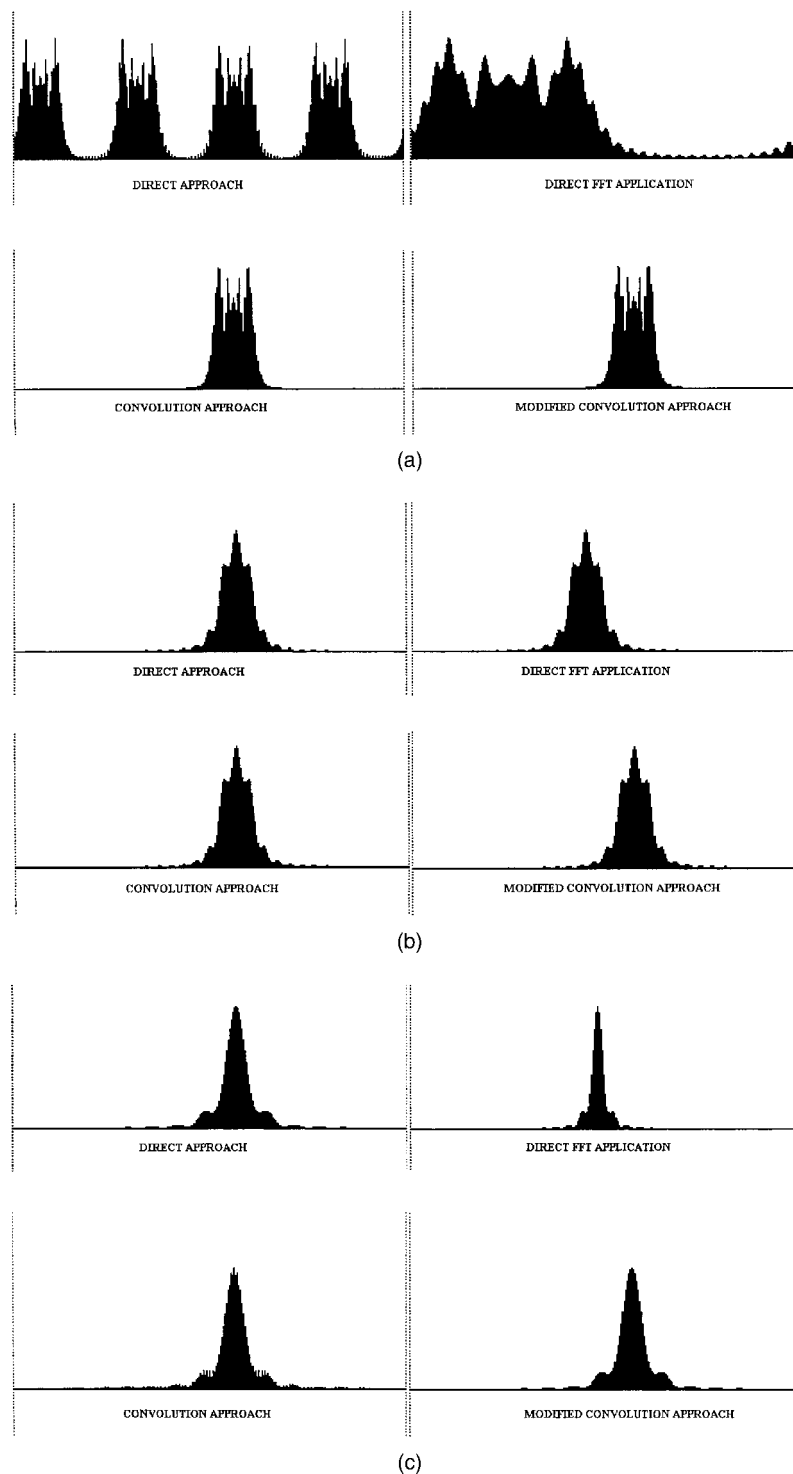 DIRECT APPROACH
DIRECT FFT APPLICATION
CONVOLUTION APPROACH
MODIFIED CONVOLUTION APPROACH
(a)
DIRECT APPROACH
DIRECT FFT APPLICATION
CONVOLUTION APPROACH
MODIFIED CONVOLUTION APPROACH
(b)
DIRECT APPROACH
DIRECT FFT APPLICATION
CONVOLUTION APPROACH
MODIFIED CONVOLUTION APPROACH
(c)